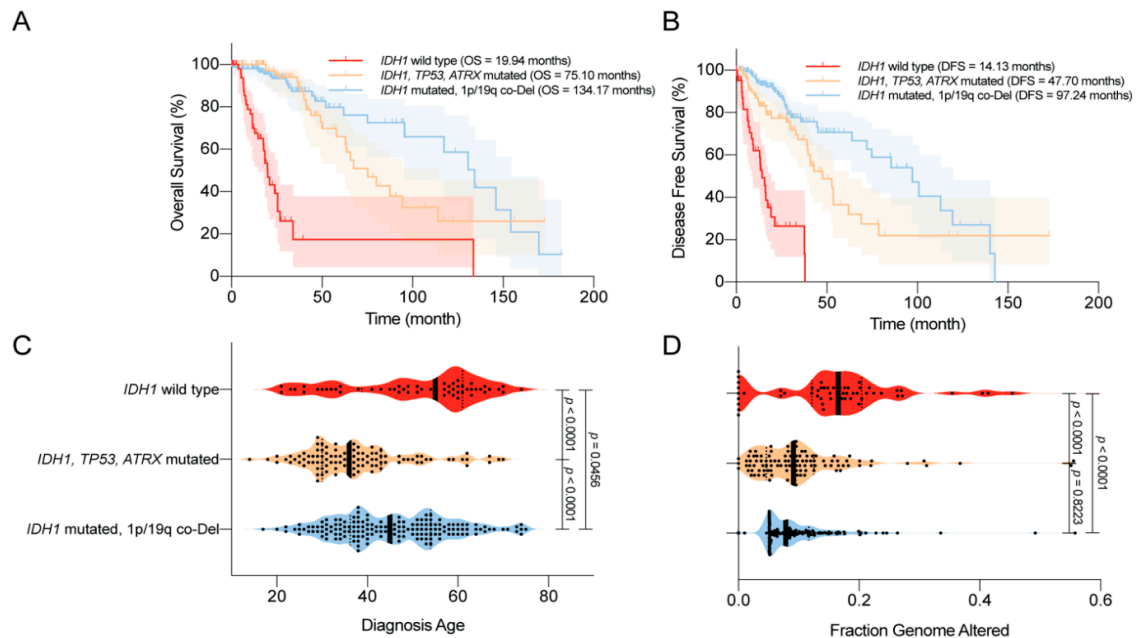 A
IDH1 wild type (OS = 19.94 months)
IDH1, TP53, ATRX mutated (OS = 75.10 months)
IDH1 mutated, 1p/19q co-Del (OS = 134.17 months)
Overall Survival (%)
100
80
60
40
20
0
0 50 100 150 200
Time (month)
B
IDH1 wild type (DFS = 14.13 months)
IDH1, TP53, ATRX mutated (DFS = 47.70 months)
IDH1 mutated, 1p/19q co-Del (DFS = 97.24 months)
Disease Free Survival (%)
100
80
60
40
20
0
0 50 100 150 200
Time (month)
C
IDH1 wild type
IDH1, TP53, ATRX mutated
IDH1 mutated, 1p/19q co-Del
p < 0.0001
p < 0.0001
p = 0.0456
20 40 60 80
Diagnosis Age
D
p < 0.0001
p = 0.8223
p < 0.0001
0.0 0.2 0.4 0.6
Fraction Genome Altered